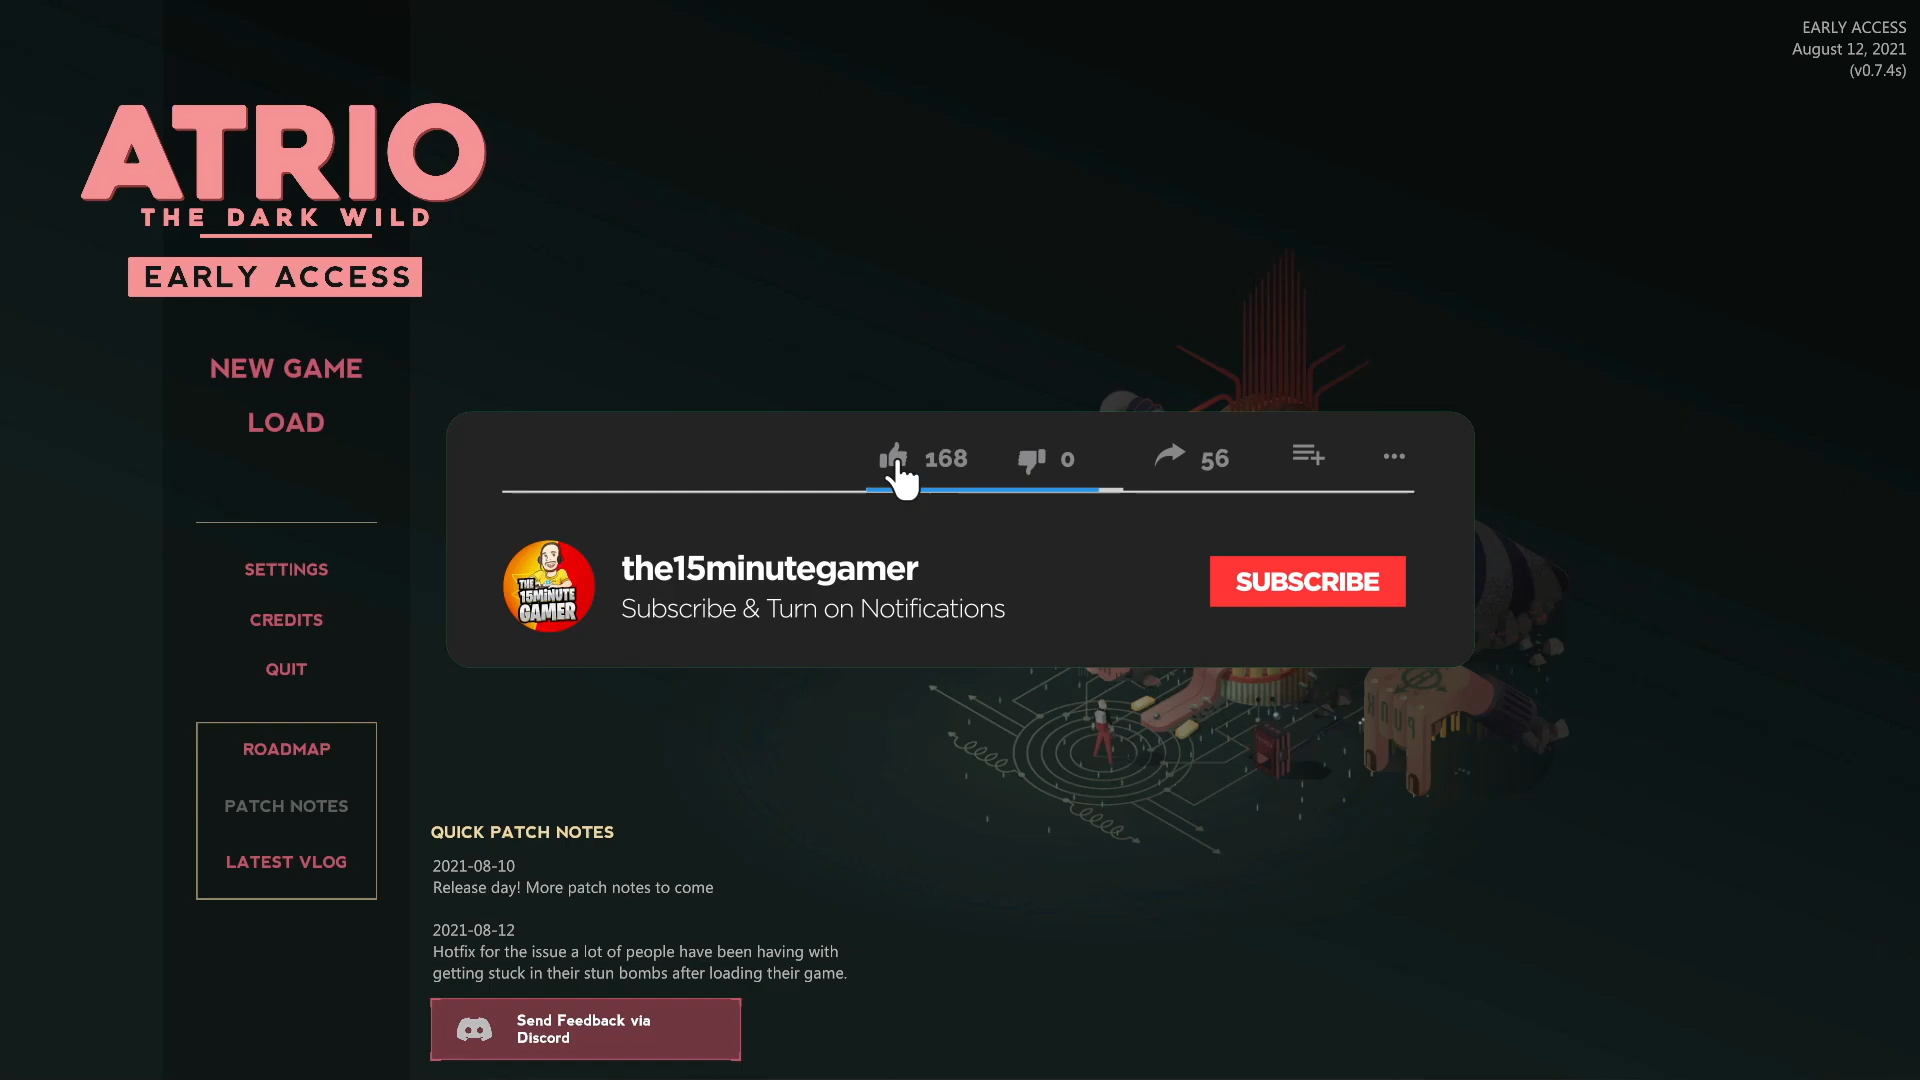 EARLY ACCESS
August 12, 2021
(v0.7.4s)
ATRIO
THE DARK WILD
EARLY ACCESS
NEW GAME
LOAD
168
0
56
the15minutegamer
Subscribe & Turn on Notifications
SUBSCRIBE
THE
15MINUTE
GAMER
SETTINGS
CREDITS
QUIT
ROADMAP
PATCH NOTES
LATEST VLOG
QUICK PATCH NOTES
2021-08-10
Release day! More patch notes to come
2021-08-12
Hotfix for the issue a lot of people have been having with
getting stuck in their stun bombs after loading their game.
Send Feedback via
Discord